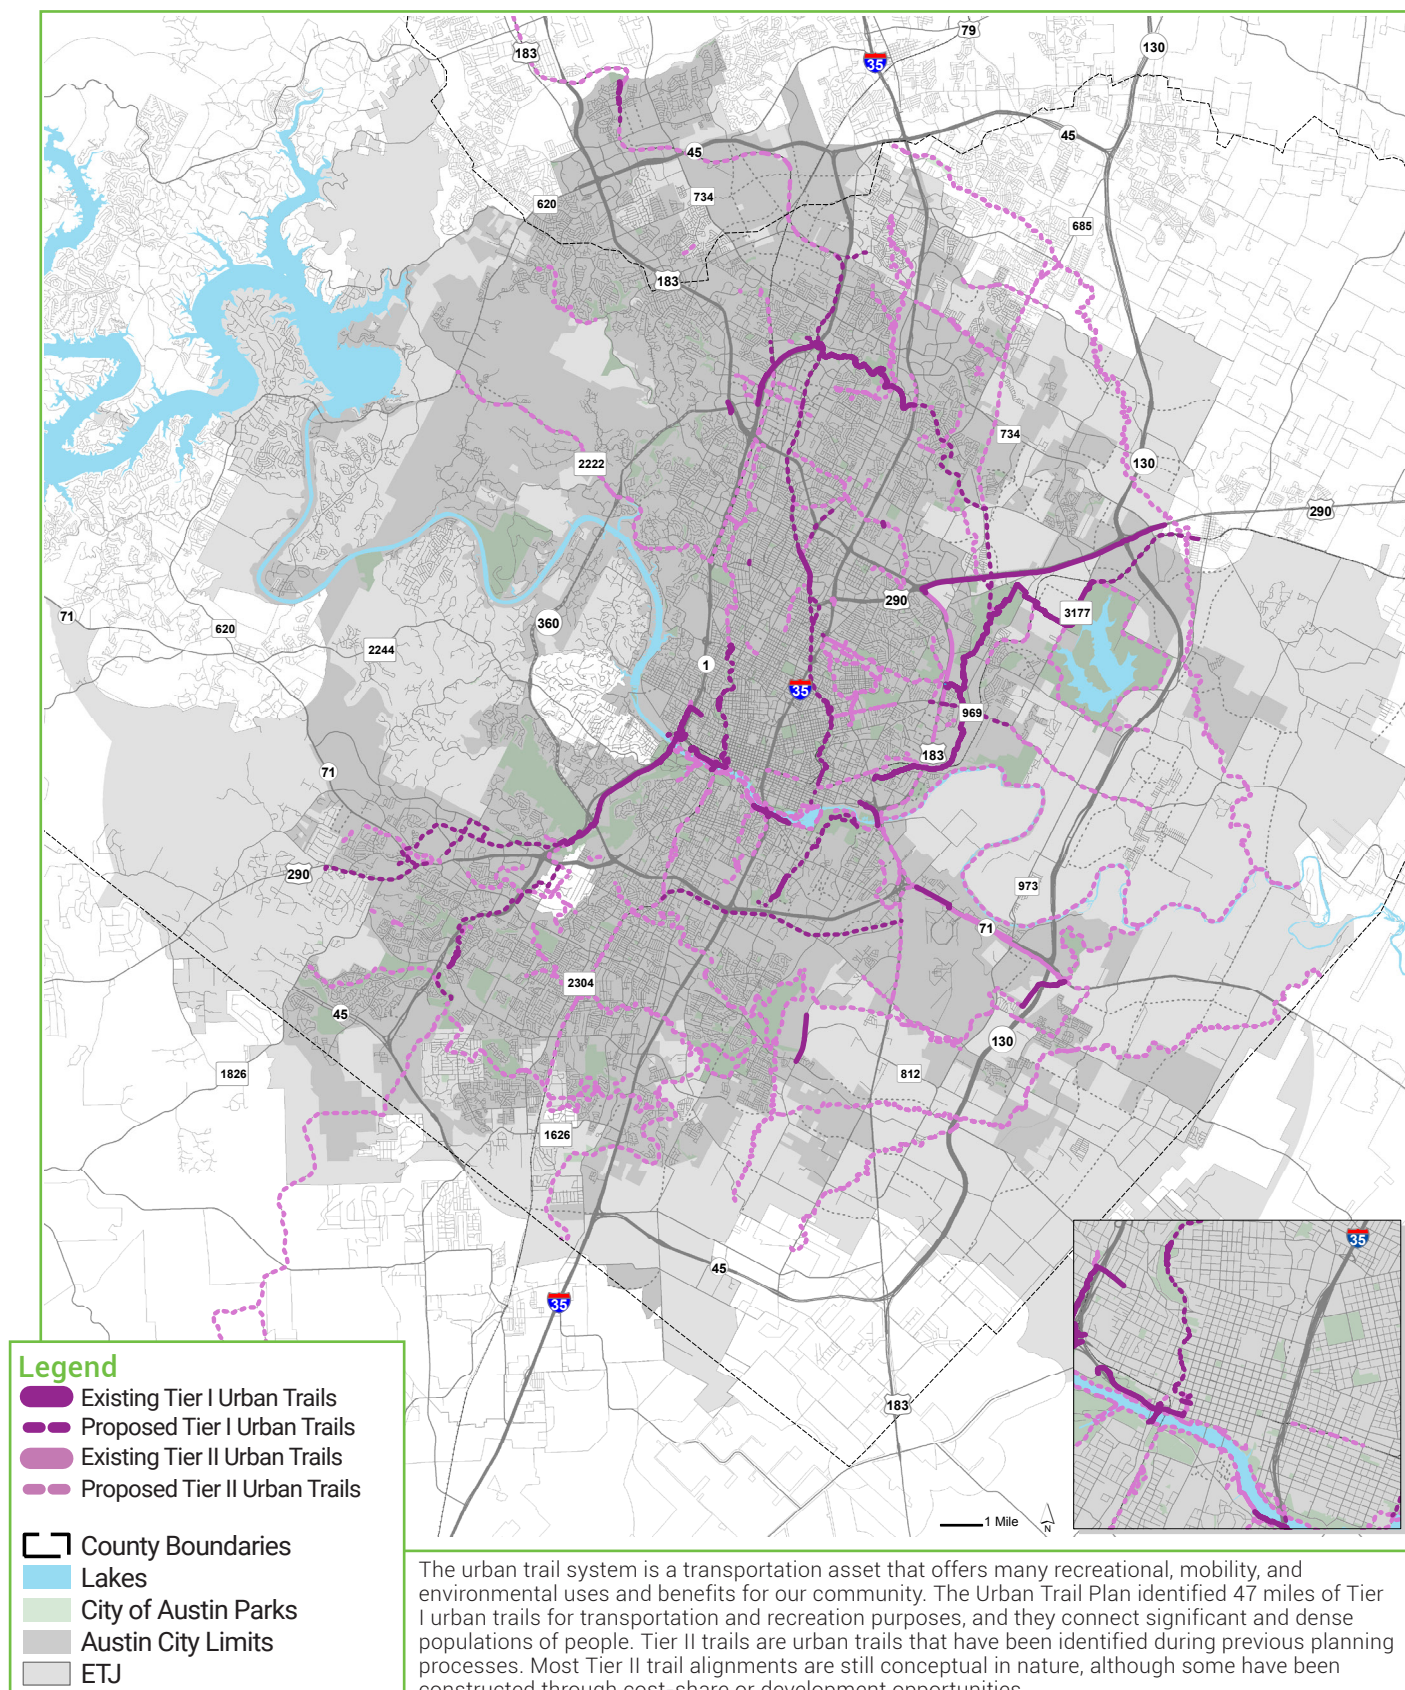 183
79
35
130
45
45
620
734
685
183
734
2222
130
290
71
620
360
2244
290
3177
1
35
969
183
71
290
973
71
2304
45
130
1826
812
1626
45
35
35
183
1 Mile
N
Legend
Existing Tier I Urban Trails
Proposed Tier I Urban Trails
Existing Tier II Urban Trails
Proposed Tier II Urban Trails
County Boundaries
Lakes
City of Austin Parks
Austin City Limits
ETJ
The urban trail system is a transportation asset that offers many recreational, mobility, and
environmental uses and benefits for our community. The Urban Trail Plan identified 47 miles of Tier
I urban trails for transportation and recreation purposes, and they connect significant and dense
populations of people. Tier II trails are urban trails that have been identified during previous planning
processes. Most Tier II trail alignments are still conceptual in nature, although some have been
constructed through cost-share or development opportunities.